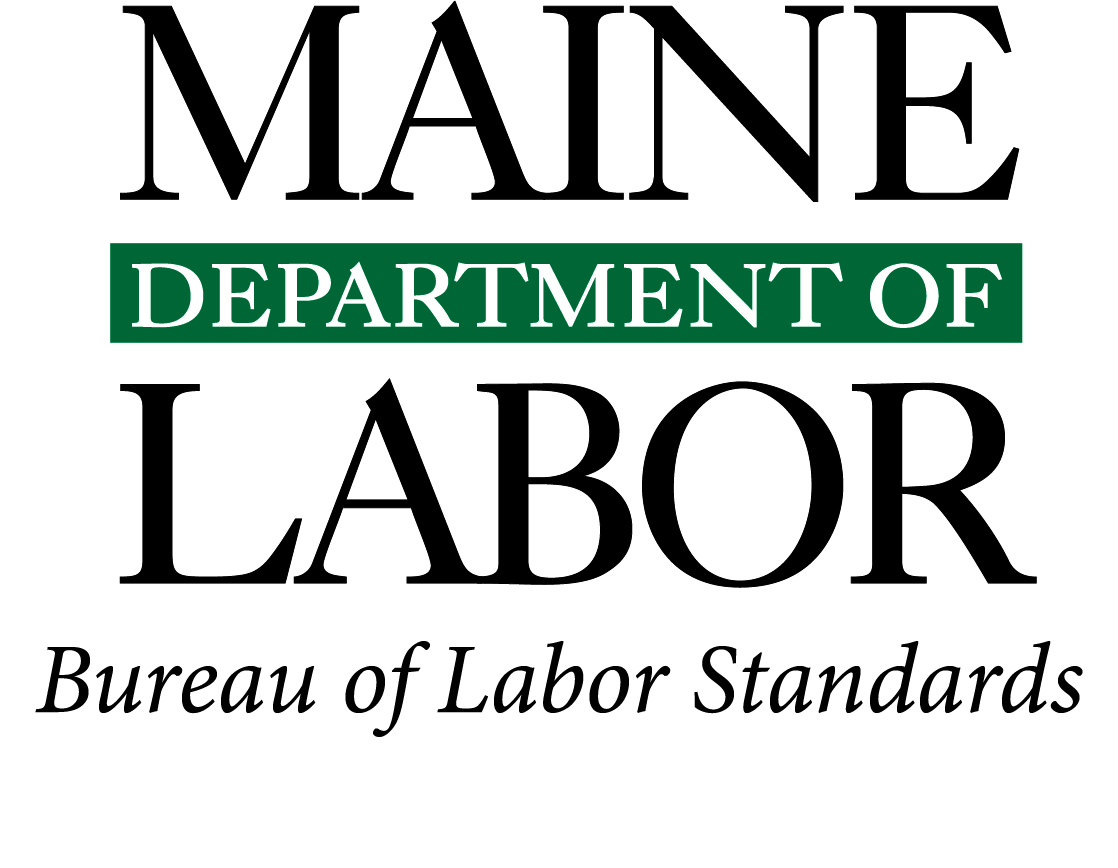 MAINE
DEPARTMENT OF
LABOR
Bureau of Labor Standards